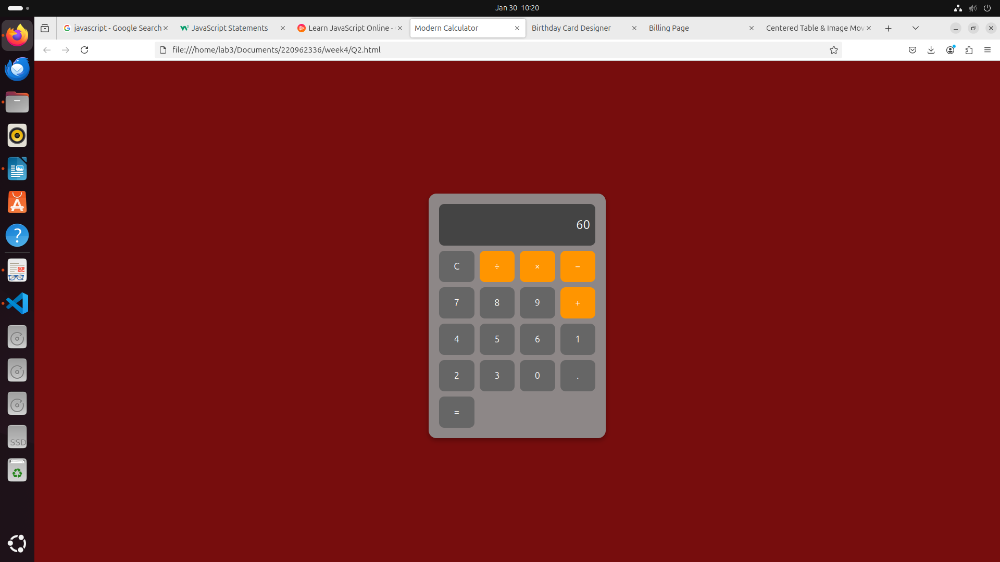 Jan 30 10:20
javascript - Google Search
JavaScript Statements
Learn JavaScript Online -
Modern Calculator
Birthday Card Designer
Billing Page
Centered Table & Image Mov
file:///home/lab3/Documents/220962336/week4/Q2.html
60
C ÷ × −
7 8 9 +
4 5 6 1
2 3 0 .
=
SSD